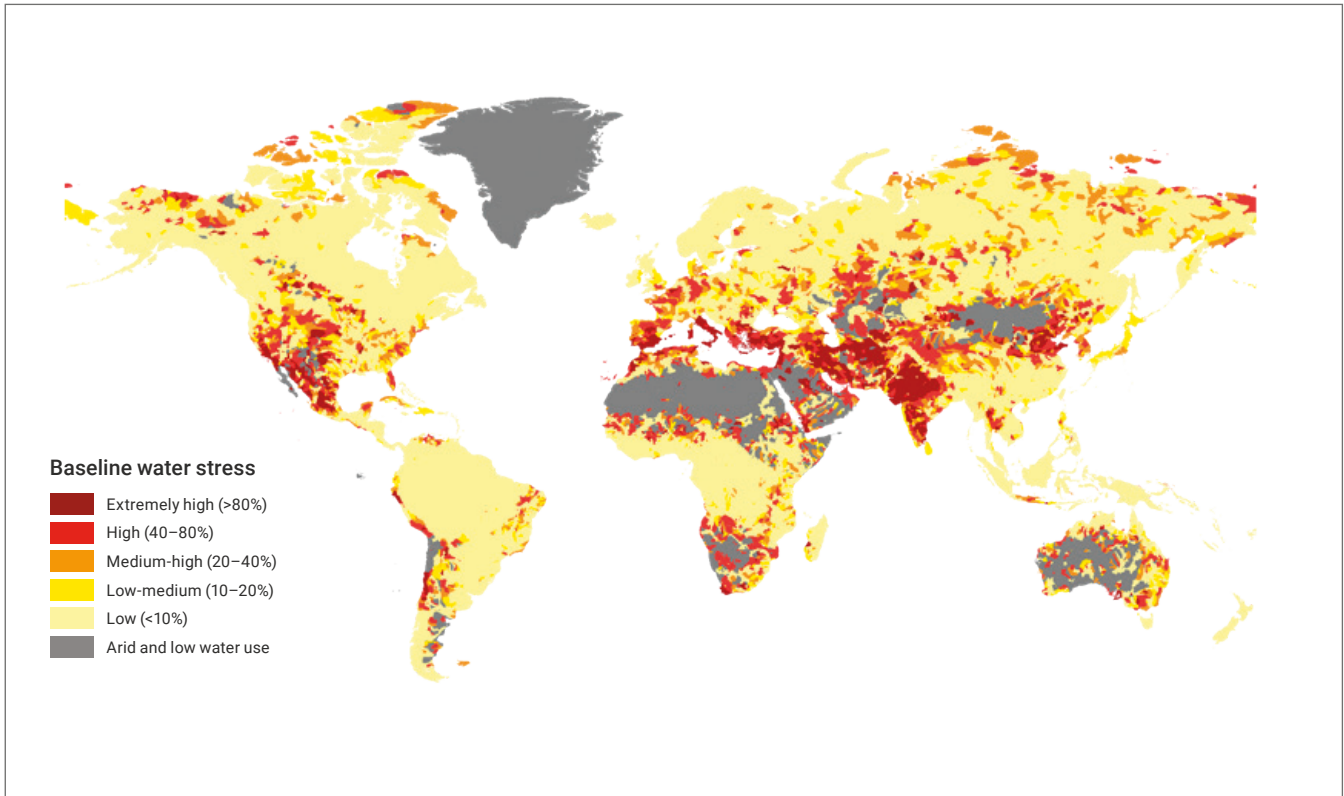 Baseline water stress
Extremely high (>80%)
High (40–80%)
Medium-high (20–40%)
Low-medium (10–20%)
Low (<10%)
Arid and low water use